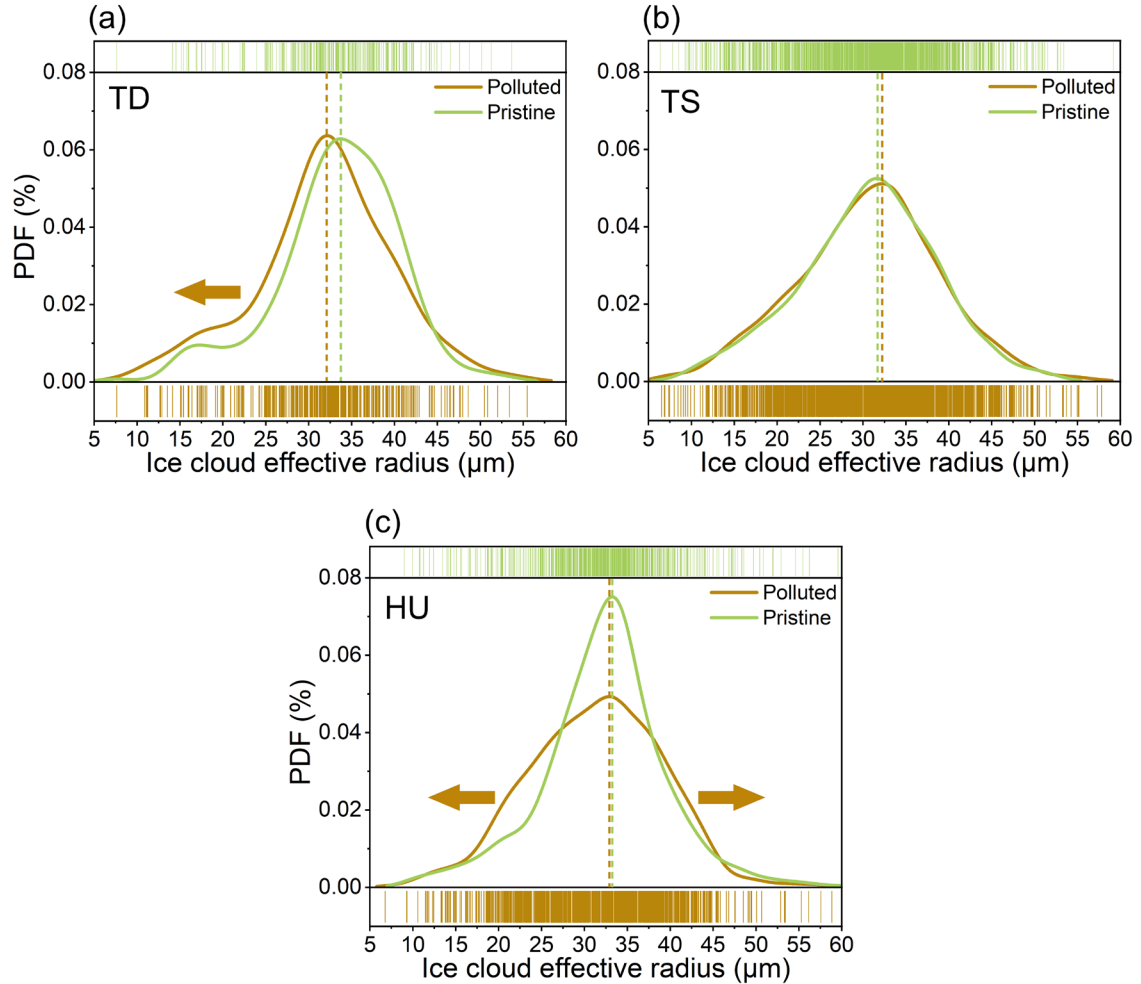 (a)
TD
Polluted
Pristine
0.08
0.06
0.04
0.02
0.00
PDF (%)
5 10 15 20 25 30 35 40 45 50 55 60
Ice cloud effective radius (μm)
(b)
TS
Polluted
Pristine
0.08
0.06
0.04
0.02
0.00
5 10 15 20 25 30 35 40 45 50 55 60
Ice cloud effective radius (μm)
(c)
HU
Polluted
Pristine
0.08
0.06
0.04
0.02
0.00
PDF (%)
5 10 15 20 25 30 35 40 45 50 55 60
Ice cloud effective radius (μm)